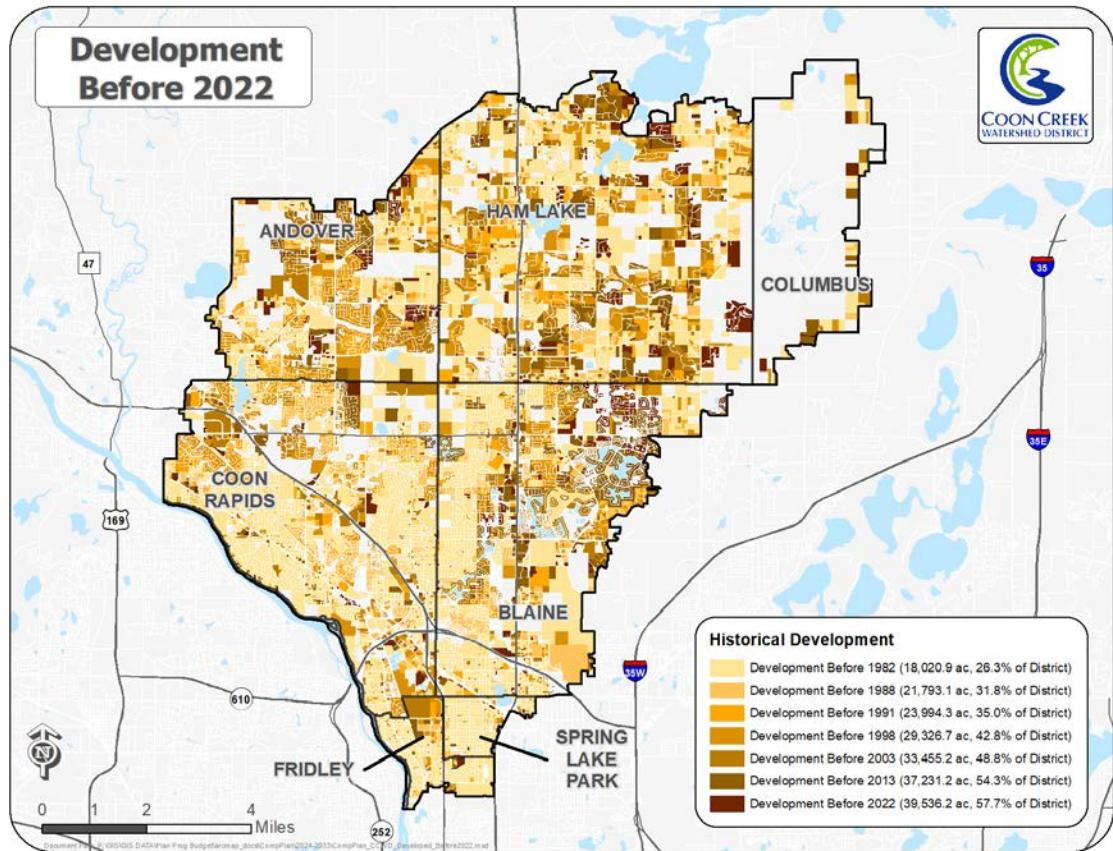 Development
Before 2022
COON CREEK
WATERSHED DISTRICT
ANDOVER
HAM LAKE
COLUMBUS
47
35
35E
COON
RAPIDS
169
BLAINE
35W
610
FRIDLEY
SPRING
LAKE
PARK
252
N
0 1 2 4
Miles
Historical Development
Development Before 1982 (18,020.9 ac, 26.3% of District)
Development Before 1988 (21,793.1 ac, 31.8% of District)
Development Before 1991 (23,994.3 ac, 35.0% of District)
Development Before 1998 (29,326.7 ac, 42.8% of District)
Development Before 2003 (33,455.2 ac, 48.8% of District)
Development Before 2013 (37,231.2 ac, 54.3% of District)
Development Before 2022 (39,536.2 ac, 57.7% of District)